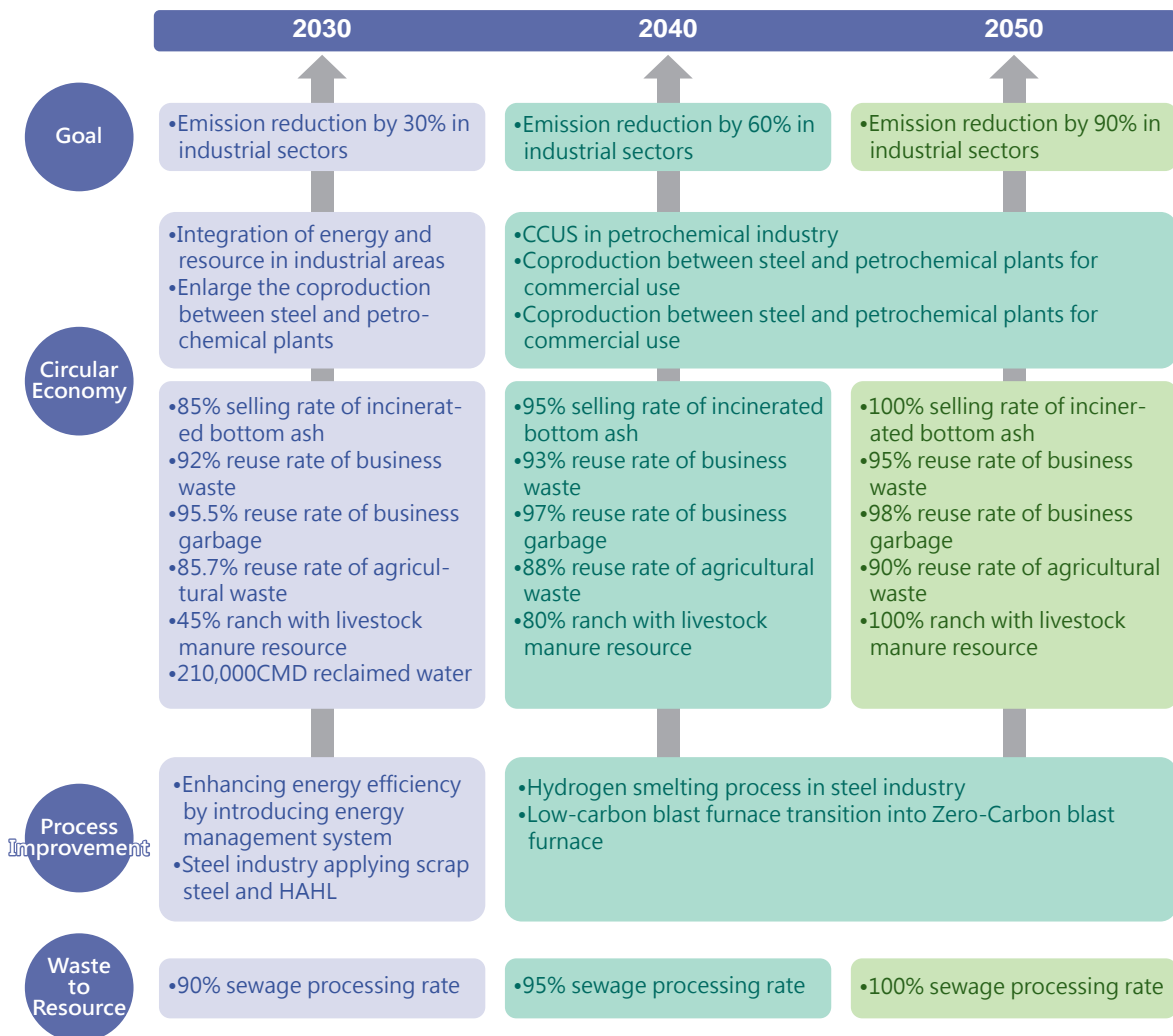 2030
2040
2050
Goal
•Emission reduction by 30% in
industrial sectors
•Emission reduction by 60% in
industrial sectors
•Emission reduction by 90% in
industrial sectors
Circular
Economy
•Integration of energy and
resource in industrial areas
•Enlarge the coproduction
between steel and petro-
chemical plants
•CCUS in petrochemical industry
•Coproduction between steel and petrochemical plants for
commercial use
•Coproduction between steel and petrochemical plants for
commercial use
•85% selling rate of incinerat-
ed bottom ash
•92% reuse rate of business
waste
•95.5% reuse rate of business
garbage
•85.7% reuse rate of agricul-
tural waste
•45% ranch with livestock
manure resource
•210,000CMD reclaimed water
•95% selling rate of incinerated
bottom ash
•93% reuse rate of business
waste
•97% reuse rate of business
garbage
•88% reuse rate of agricultural
waste
•80% ranch with livestock
manure resource
•100% selling rate of inciner-
ated bottom ash
•95% reuse rate of business
waste
•98% reuse rate of business
garbage
•90% reuse rate of agricultural
waste
•100% ranch with livestock
manure resource
Process
Improvement
•Enhancing energy efficiency
by introducing energy
management system
•Steel industry applying scrap
steel and HAHL
•Hydrogen smelting process in steel industry
•Low-carbon blast furnace transition into Zero-Carbon blast
furnace
Waste
to
Resource
•90% sewage processing rate
•95% sewage processing rate
•100% sewage processing rate